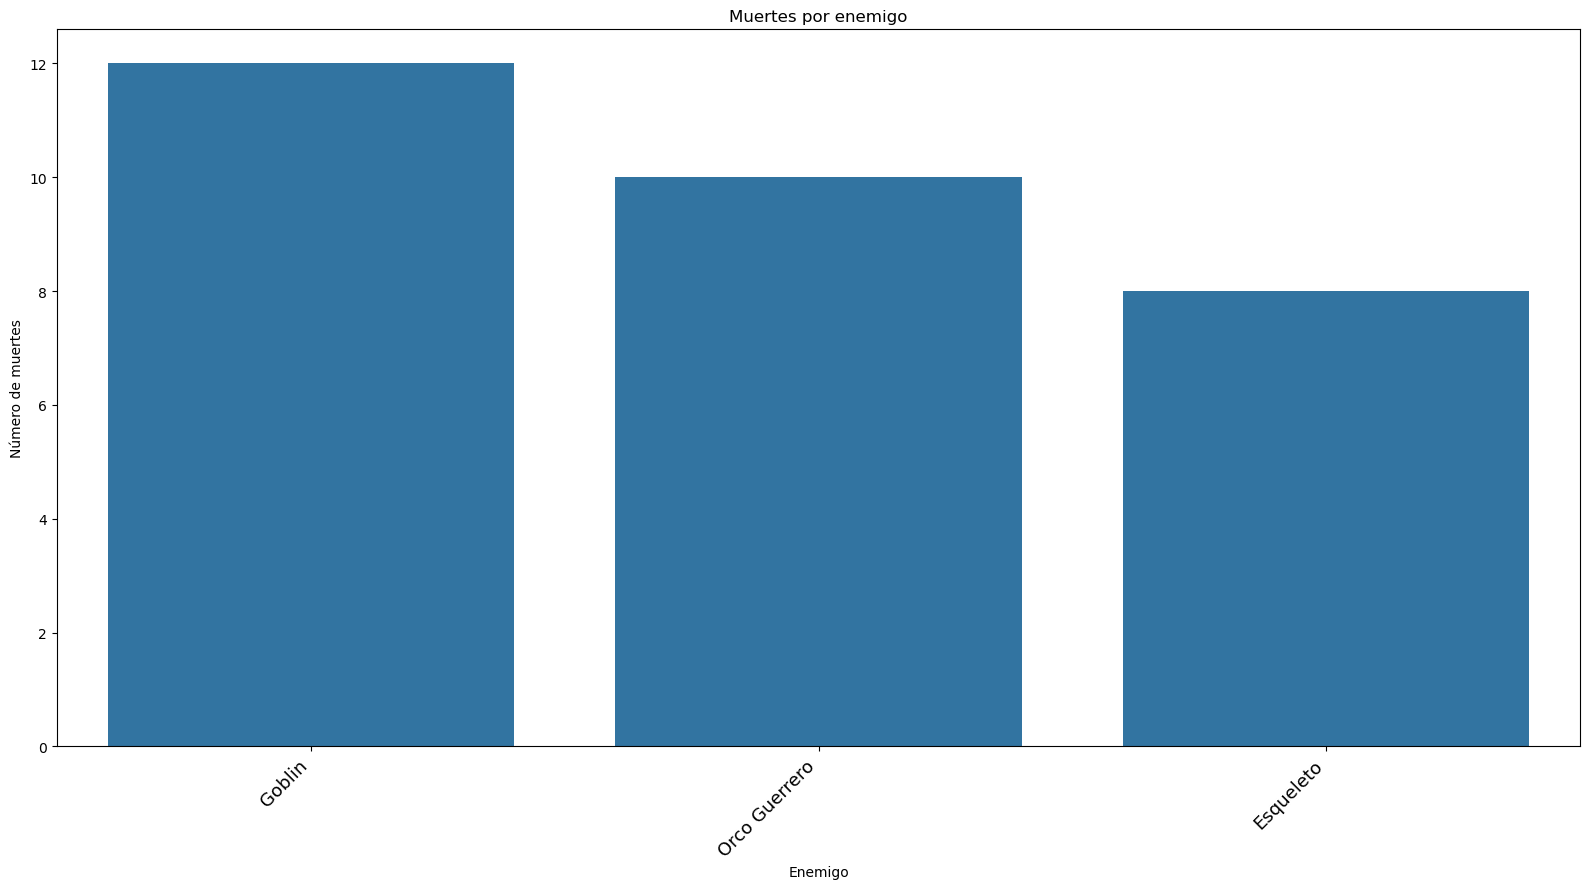 Muertes por enemigo
Número de muertes
12
10
8
6
4
2
0
Goblin
Orco Guerrero
Esqueleto
Enemigo